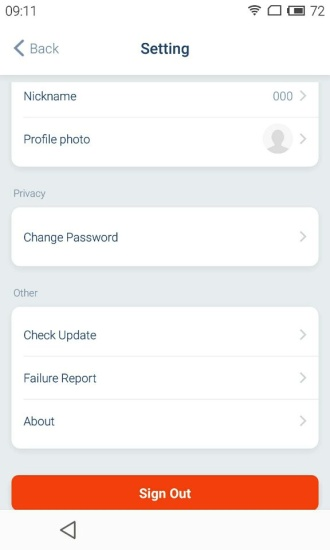 09:11
72
Back
Setting
Nickname
000
Profile photo
Privacy
Change Password
Other
Check Update
Failure Report
About
Sign Out